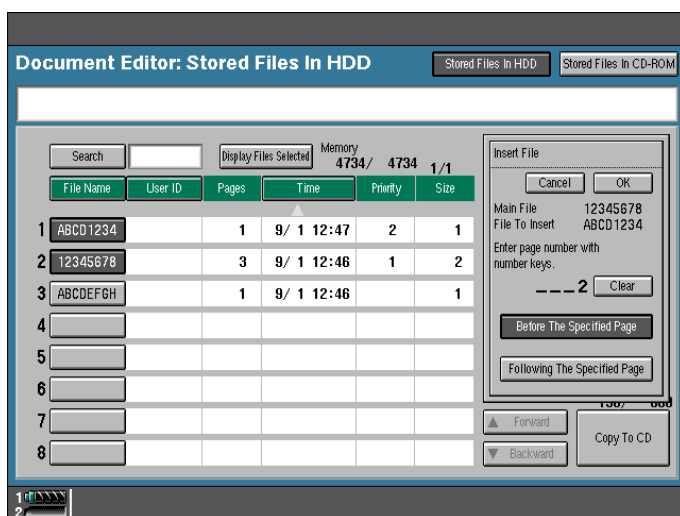 Document Editor: Stored Files In HDD
Stored Files In HDD
Stored Files In CD-ROM
Search
Display Files Selected
Memory
4734/ 4734
1/1
File Name User ID Pages Time Priority Size
1 ABCD1234 1 9/ 1 12:47 2 1
2 12345678 3 9/ 1 12:46 1 2
3 ABCDEFGH 1 9/ 1 12:46 1
4
5
6
7
8
Insert File
Cancel OK
Main File 12345678
File To Insert ABCD1234
Enter page number with
number keys.
___2 Clear
Before The Specified Page
Following The Specified Page
▲ Forward
▼ Backward
Copy To CD
1
2